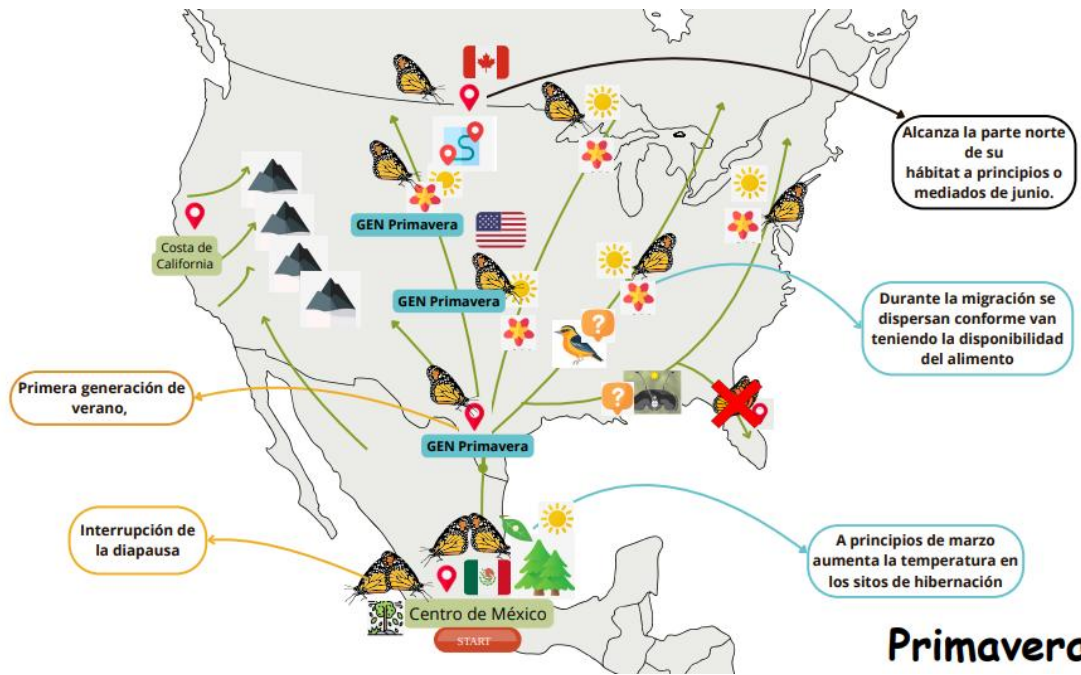 Alcanza la parte norte
de su
hábitat a principios o
mediados de junio.
GEN Primavera
Costa de
California
GEN Primavera
Durante la migración se
dispersan conforme van
teniendo la disponibilidad
del alimento
?
?
Primera generación de
verano,
GEN Primavera
Interrupción de
la diapausa
A principios de marzo
aumenta la temperatura en
los sitos de hibernación
Centro de México
START
Primavera